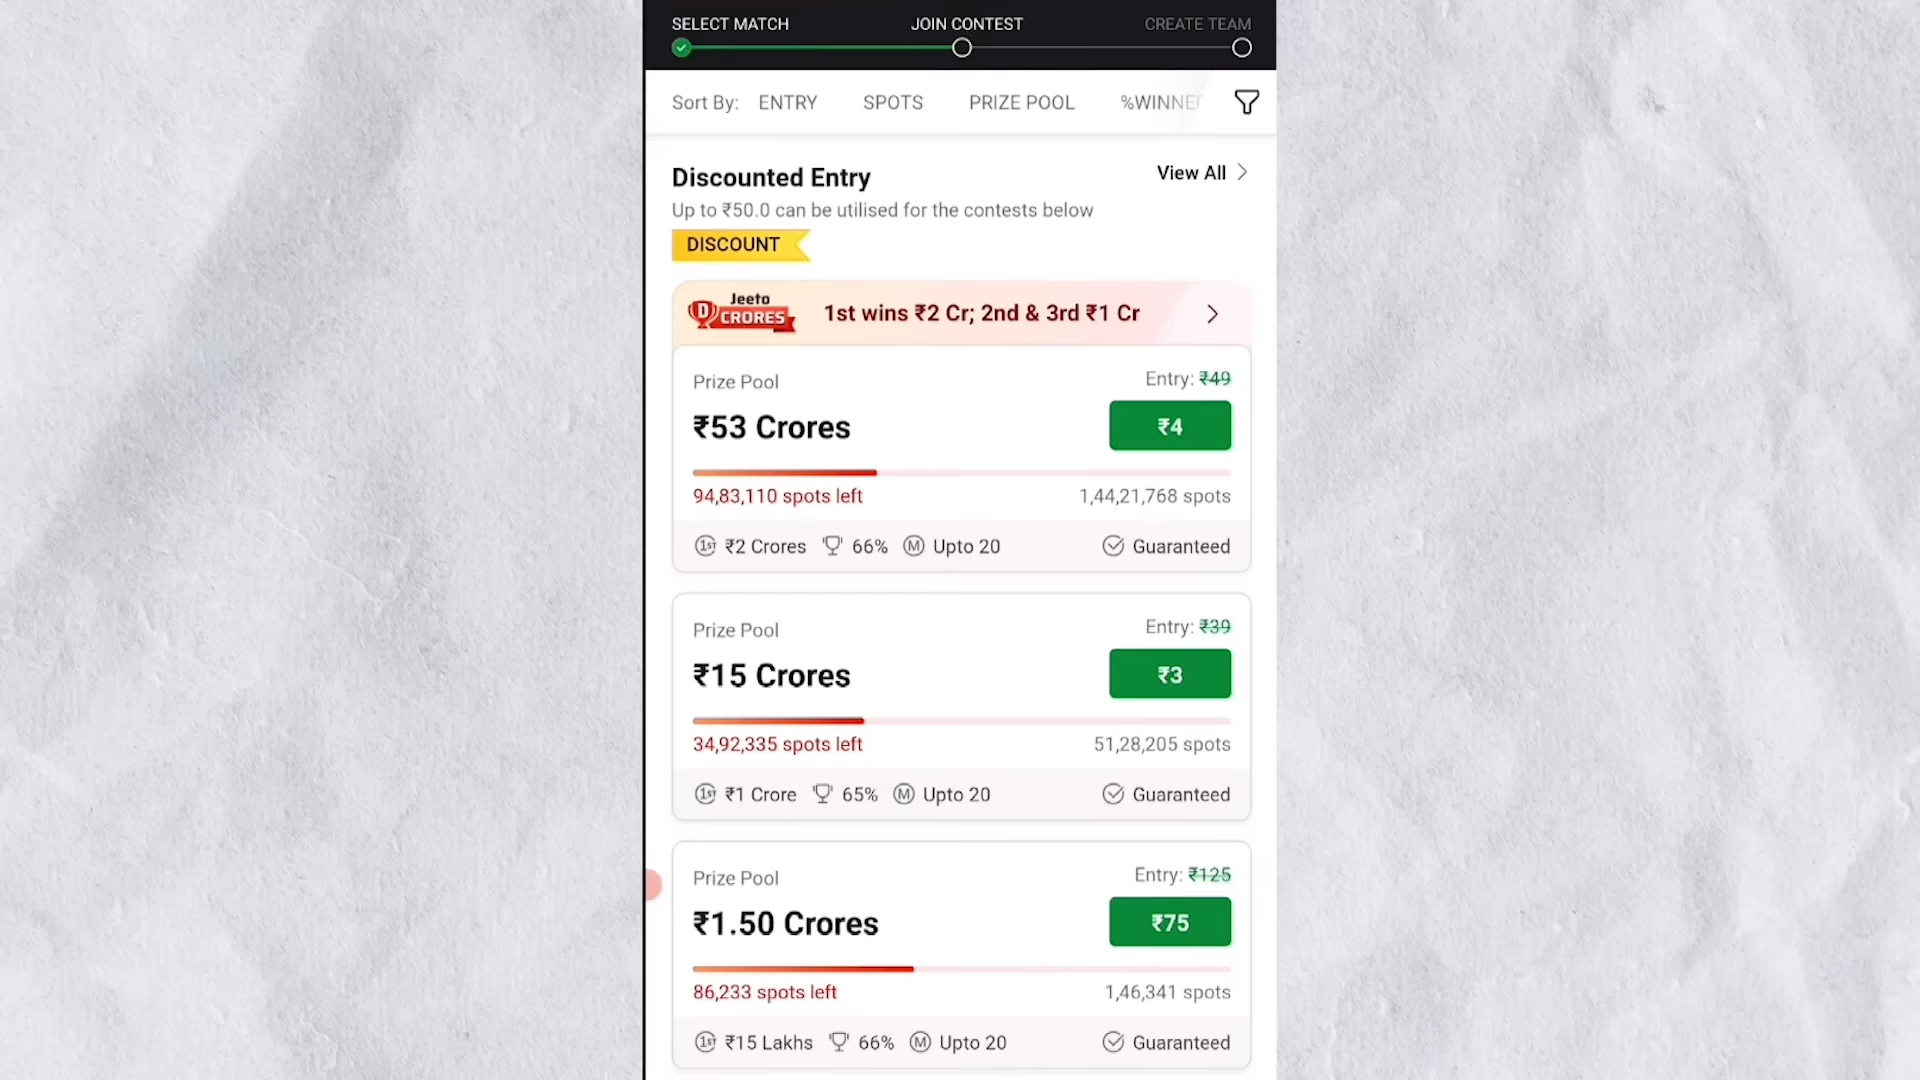 SELECT MATCH JOIN CONTEST CREATE TEAM
Sort By: ENTRY SPOTS PRIZE POOL %WINNER
Discounted Entry View All
Up to ₹50.0 can be utilised for the contests below
DISCOUNT
Jeeto
D CRORES 1st wins ₹2 Cr; 2nd & 3rd ₹1 Cr
Prize Pool Entry: ₹49
₹53 Crores ₹4
94,83,110 spots left 1,44,21,768 spots
1st ₹2 Crores 66% M Upto 20 Guaranteed
Prize Pool Entry: ₹39
₹15 Crores ₹3
34,92,335 spots left 51,28,205 spots
1st ₹1 Crore 65% M Upto 20 Guaranteed
Prize Pool Entry: ₹125
₹1.50 Crores ₹75
86,233 spots left 1,46,341 spots
1st ₹15 Lakhs 66% M Upto 20 Guaranteed